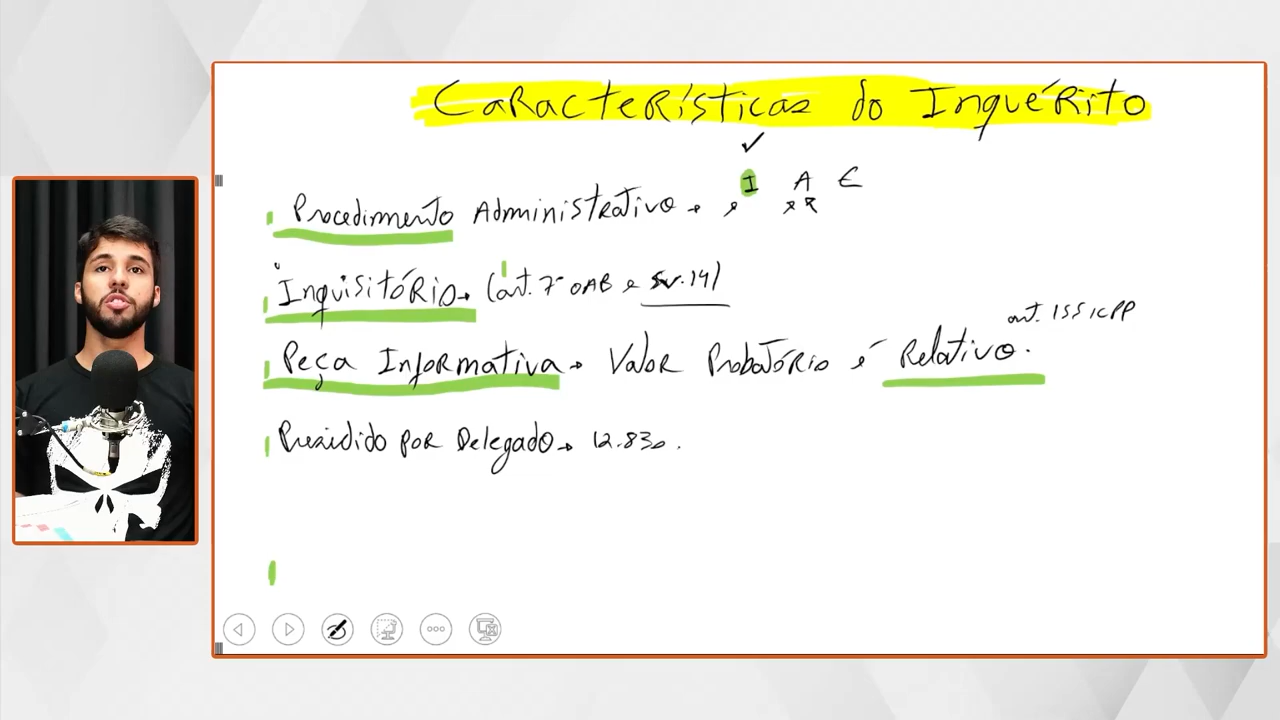 Características do Inquérito
Procedimento Administrativo → I A E
Inquisitório → (art. 7º OAB e SV. 14)
Peça Informativa → Valor Probatório é Relativo.
art. 155 CPP
Presidido por Delegado → 12.830.